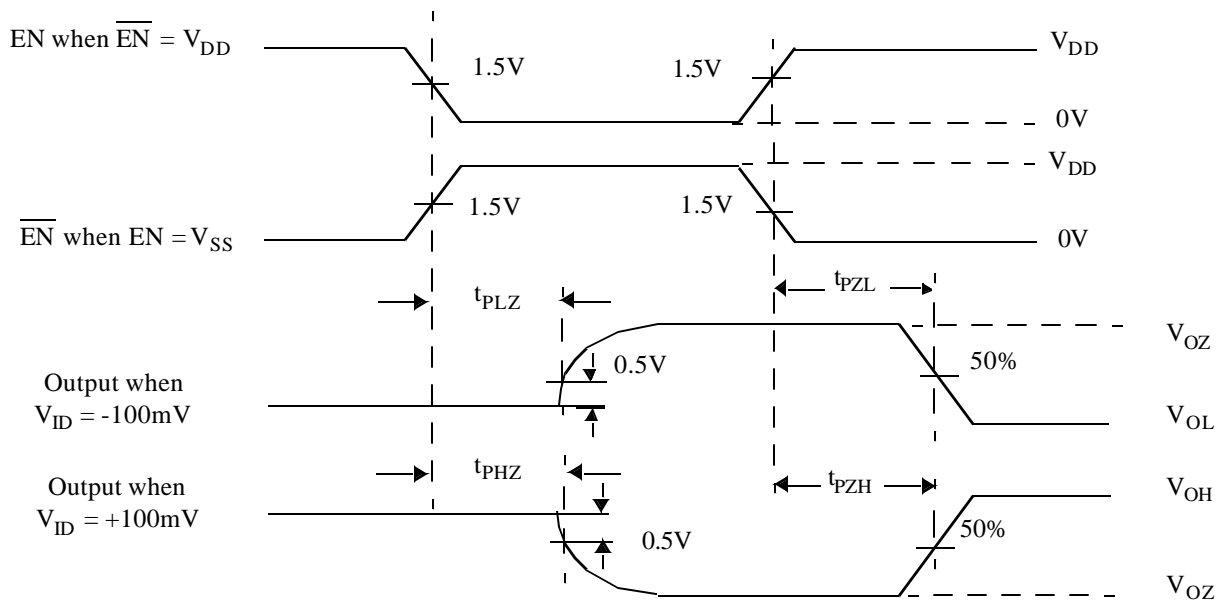 EN when E̅N̅ = V_DD
V_DD
1.5V 1.5V
0V
V_DD
1.5V 1.5V
E̅N̅ when EN = V_SS
0V
t_PLZ
t_PZL
V_OZ
0.5V
50%
Output when
V_ID = -100mV
V_OL
t_PHZ
t_PZH
V_OH
Output when
V_ID = +100mV
0.5V
50%
V_OZ